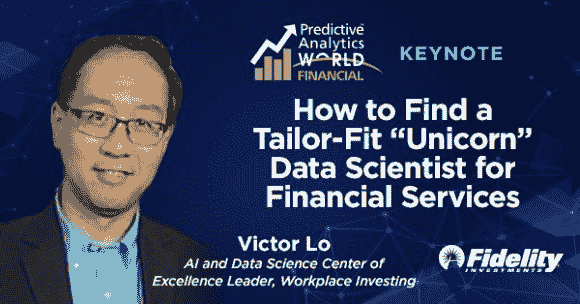 Predictive
Analytics
WORLD
FINANCIAL
KEYNOTE
How to Find a
Tailor-Fit “Unicorn”
Data Scientist for
Financial Services
Victor Lo
AI and Data Science Center of
Excellence Leader, Workplace Investing
Fidelity
INVESTMENTS